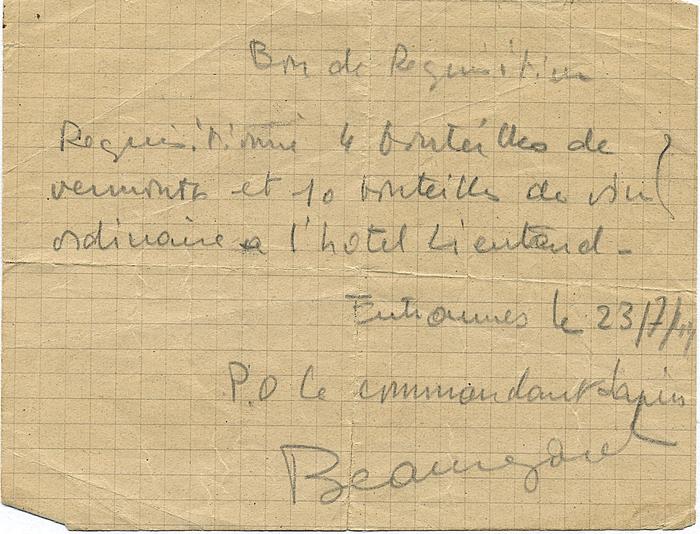 Bon de Requisition
Requisitionné 4 bouteilles de
vermouth et 10 bouteilles de vin
ordinaire a l'hotel Lieutaud -
Entraunes le 23/7/44
P.O le commandant Lapin
Beauregard